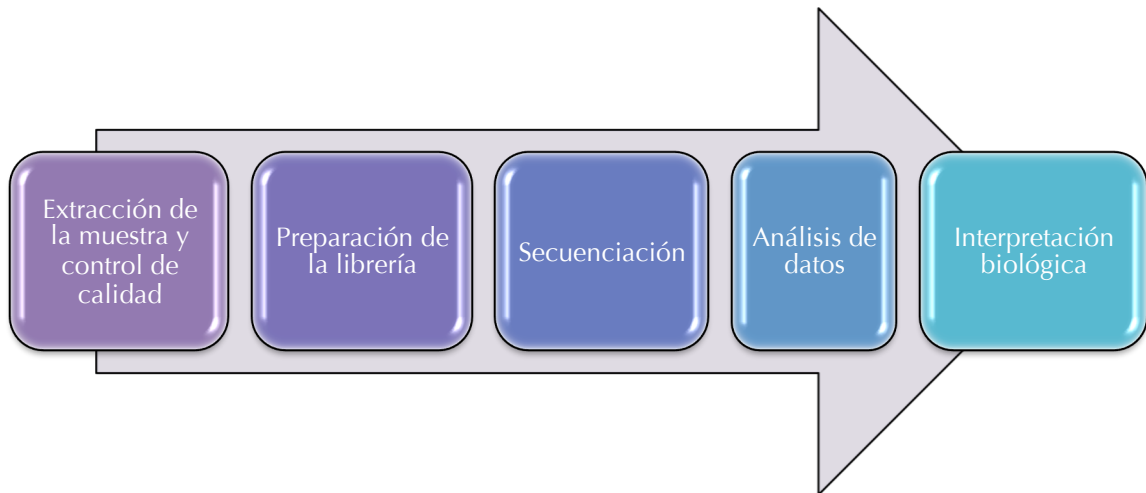 Extracción de
la muestra y
control de
calidad
Preparación de
la librería
Secuenciación
Análisis de
datos
Interpretación
biológica